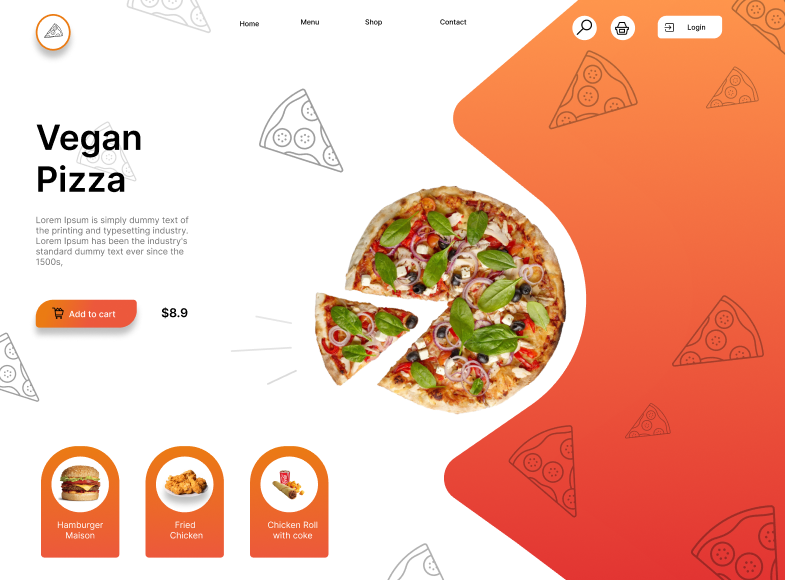 Home
Menu
Shop
Contact
Login
Vegan
Pizza
Lorem Ipsum is simply dummy text of
the printing and typesetting industry.
Lorem Ipsum has been the industry's
standard dummy text ever since the
1500s,
Add to cart
$8.9
Hamburger
Maison
Fried
Chicken
Chicken Roll
with coke